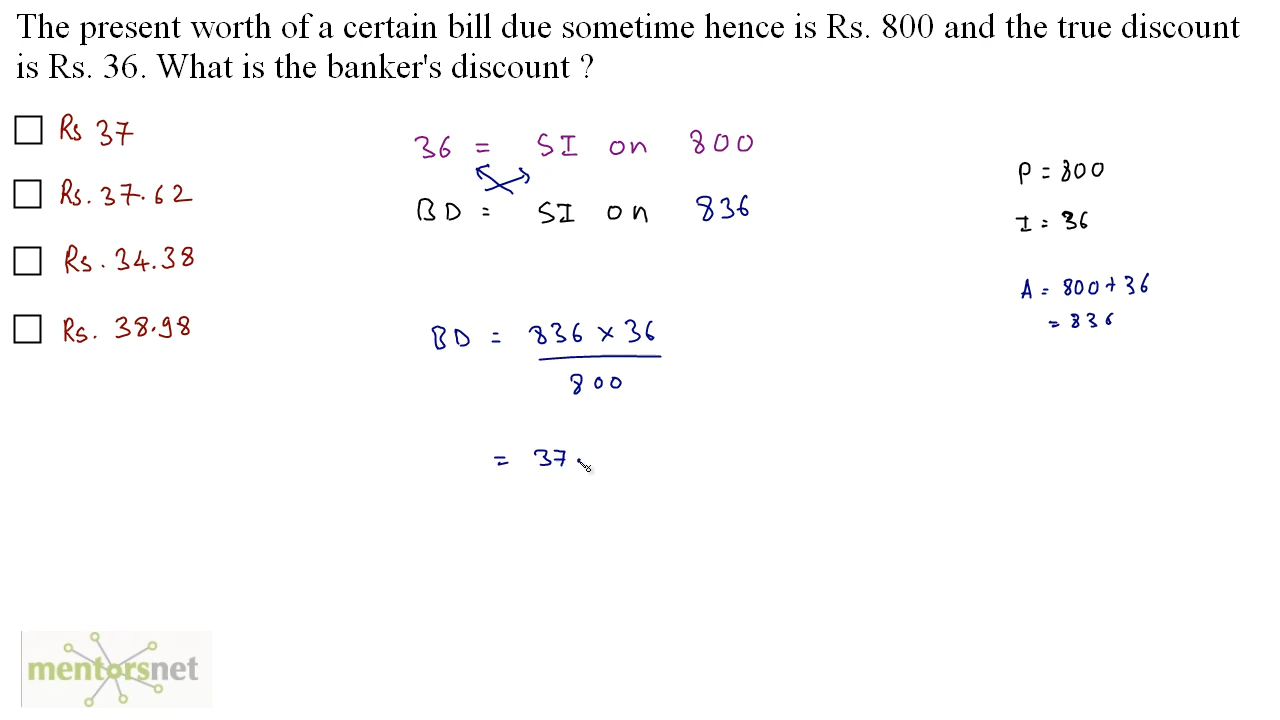 The present worth of a certain bill due sometime hence is Rs. 800 and the true discount
is Rs. 36. What is the banker's discount ?
Rs 37
Rs. 37.62
Rs. 34.38
Rs. 38.98
36 = SI on 800
BD = SI on 836
BD = 836 × 36
800
= 37.
P = 800
I = 36
A = 800 + 36
= 836
mentorsnet